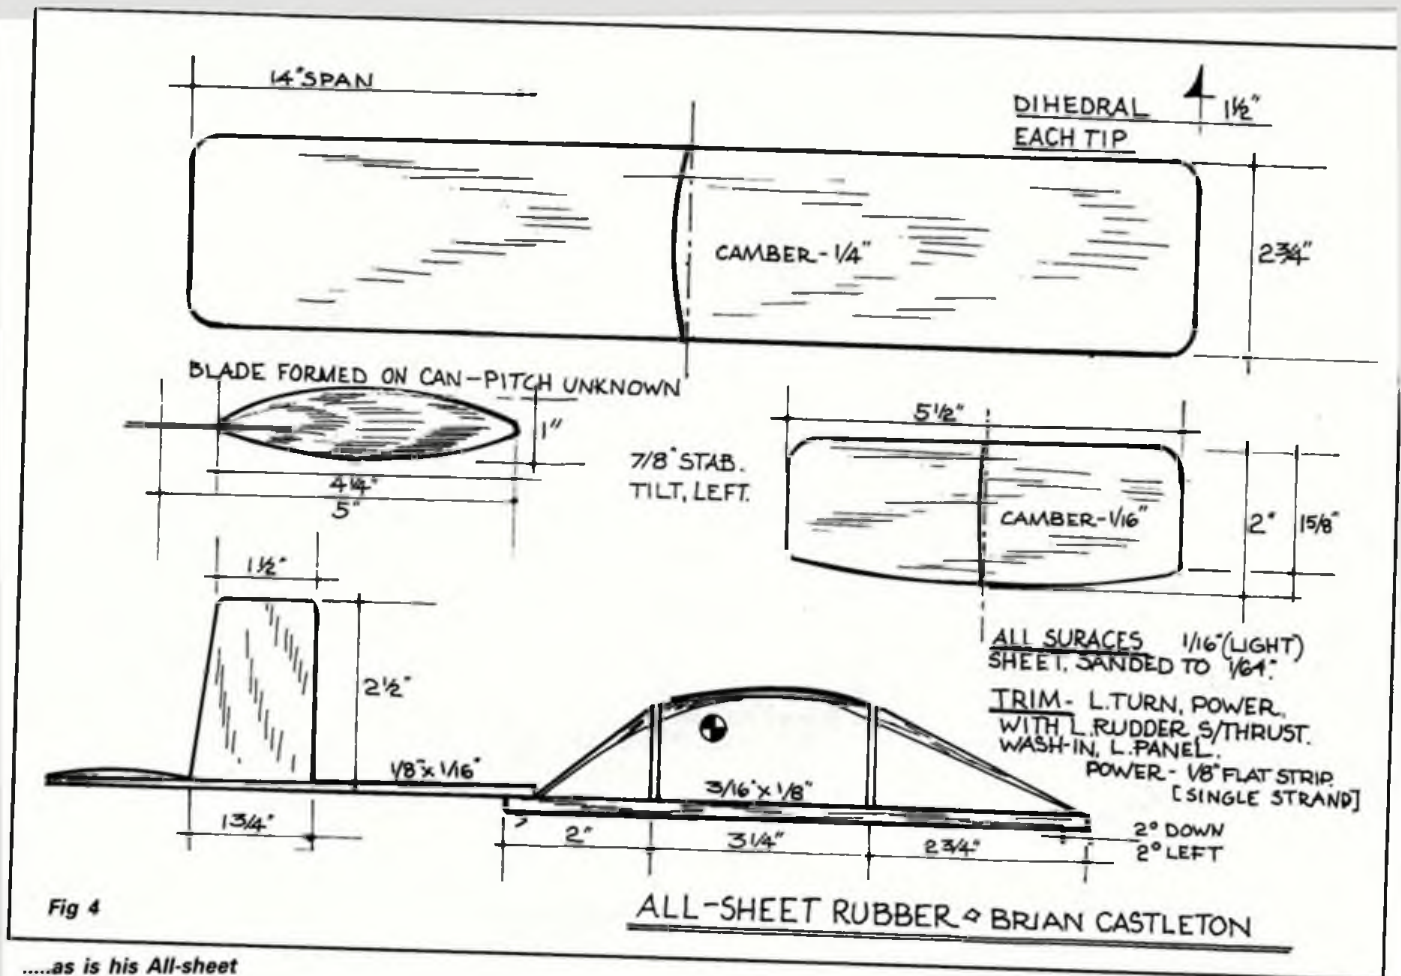 14" SPAN
DIHEDRAL
EACH TIP
1½"
CAMBER - 1/4"
2¾"
BLADE FORMED ON CAN-PITCH UNKNOWN
1"
4¼"
5"
7/8" STAB.
TILT, LEFT.
5½"
CAMBER-1/16"
2"
15/8"
1½"
2½"
1/8" x 1/16"
1¾"
ALL SURACES 1/16" (LIGHT)
SHEET, SANDED TO 1/64".
TRIM - L. TURN, POWER,
WITH L. RUDDER S/THRUST.
WASH-IN, L. PANEL.
POWER - 1/8" FLAT STRIP.
[SINGLE STRAND]
3/16" x 1/8"
2"
3¼"
2¾"
2° DOWN
2° LEFT
Fig 4
ALL-SHEET RUBBER BRIAN CASTLETON
.....as is his All-sheet